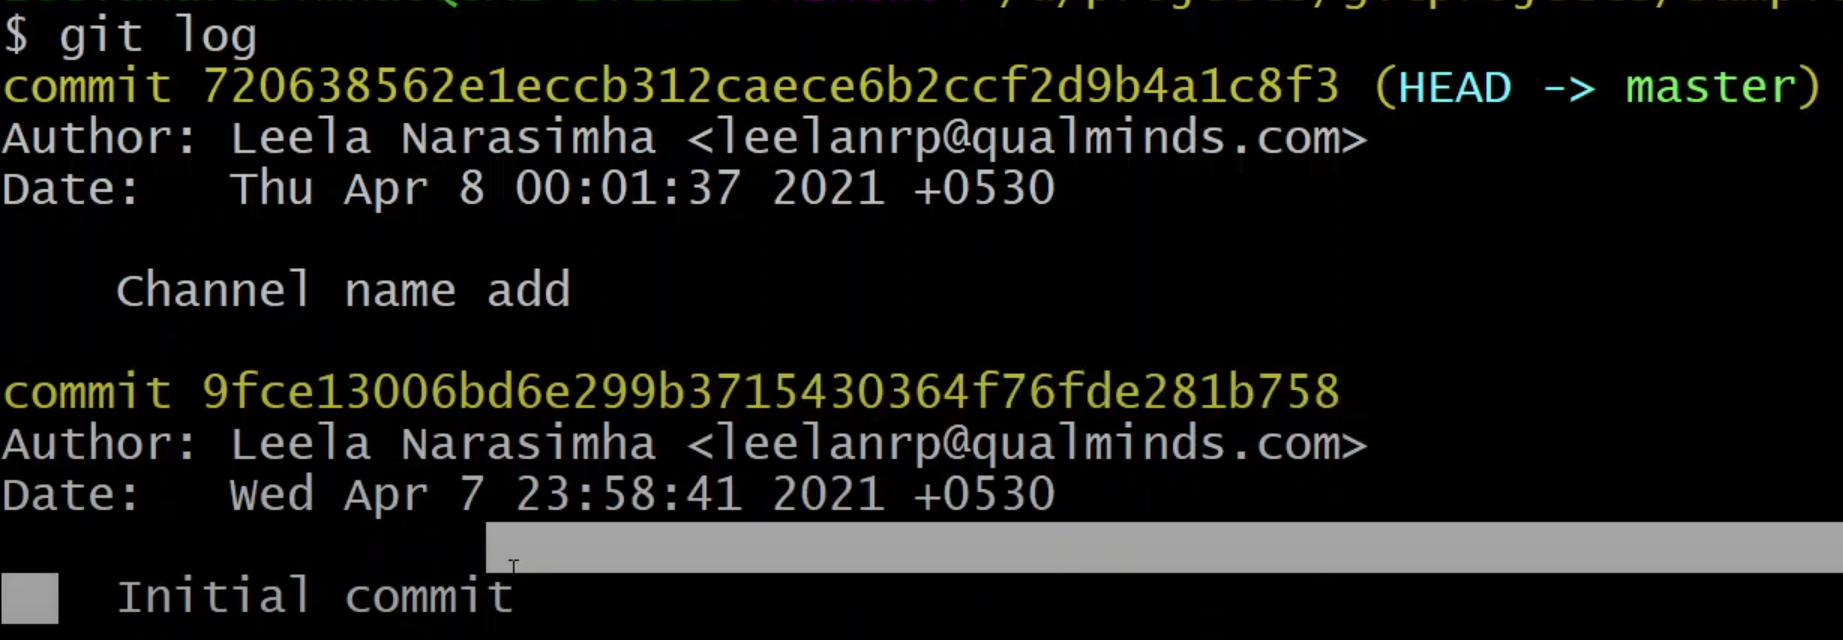 $ git log
commit 720638562e1eccb312caece6b2ccf2d9b4a1c8f3 (HEAD -> master)
Author: Leela Narasimha <leelanrp@qualminds.com>
Date:   Thu Apr 8 00:01:37 2021 +0530
Channel name add
commit 9fce13006bd6e299b3715430364f76fde281b758
Author: Leela Narasimha <leelanrp@qualminds.com>
Date:   Wed Apr 7 23:58:41 2021 +0530
Initial commit